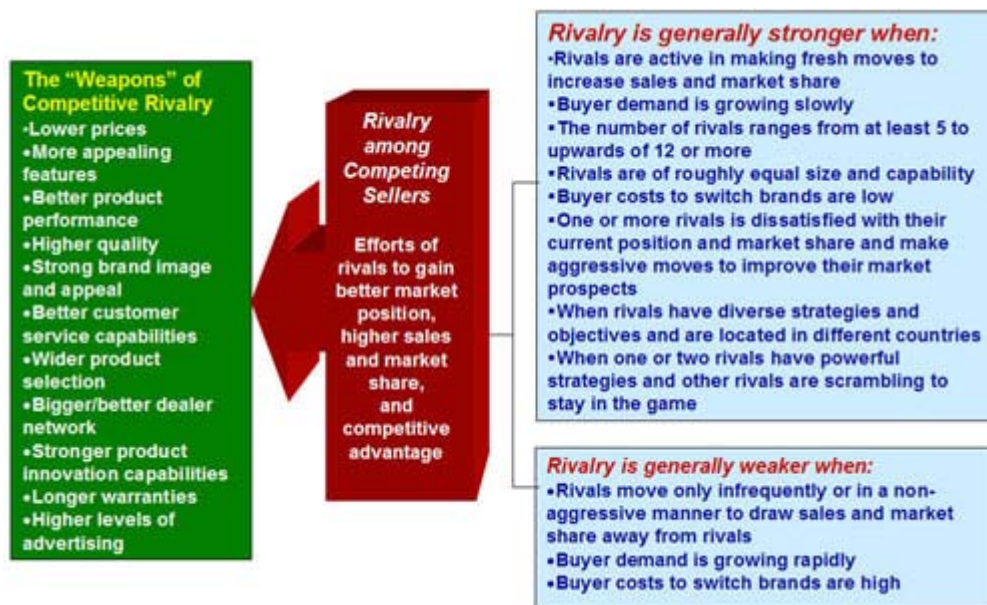 The “Weapons” of
Competitive Rivalry
•Lower prices
•More appealing
features
•Better product
performance
•Higher quality
•Strong brand image
and appeal
•Better customer
service capabilities
•Wider product
selection
•Bigger/better dealer
network
•Stronger product
innovation capabilities
•Longer warranties
•Higher levels of
advertising
Rivalry
among
Competing
Sellers
Efforts of
rivals to gain
better market
position,
higher sales
and market
share,
and
competitive
advantage
Rivalry is generally stronger when:
•Rivals are active in making fresh moves to
increase sales and market share
•Buyer demand is growing slowly
•The number of rivals ranges from at least 5 to
upwards of 12 or more
•Rivals are of roughly equal size and capability
•Buyer costs to switch brands are low
•One or more rivals is dissatisfied with their
current position and market share and make
aggressive moves to improve their market
prospects
•When rivals have diverse strategies and
objectives and are located in different countries
•When one or two rivals have powerful
strategies and other rivals are scrambling to
stay in the game
Rivalry is generally weaker when:
•Rivals move only infrequently or in a non-
aggressive manner to draw sales and market
share away from rivals
•Buyer demand is growing rapidly
•Buyer costs to switch brands are high